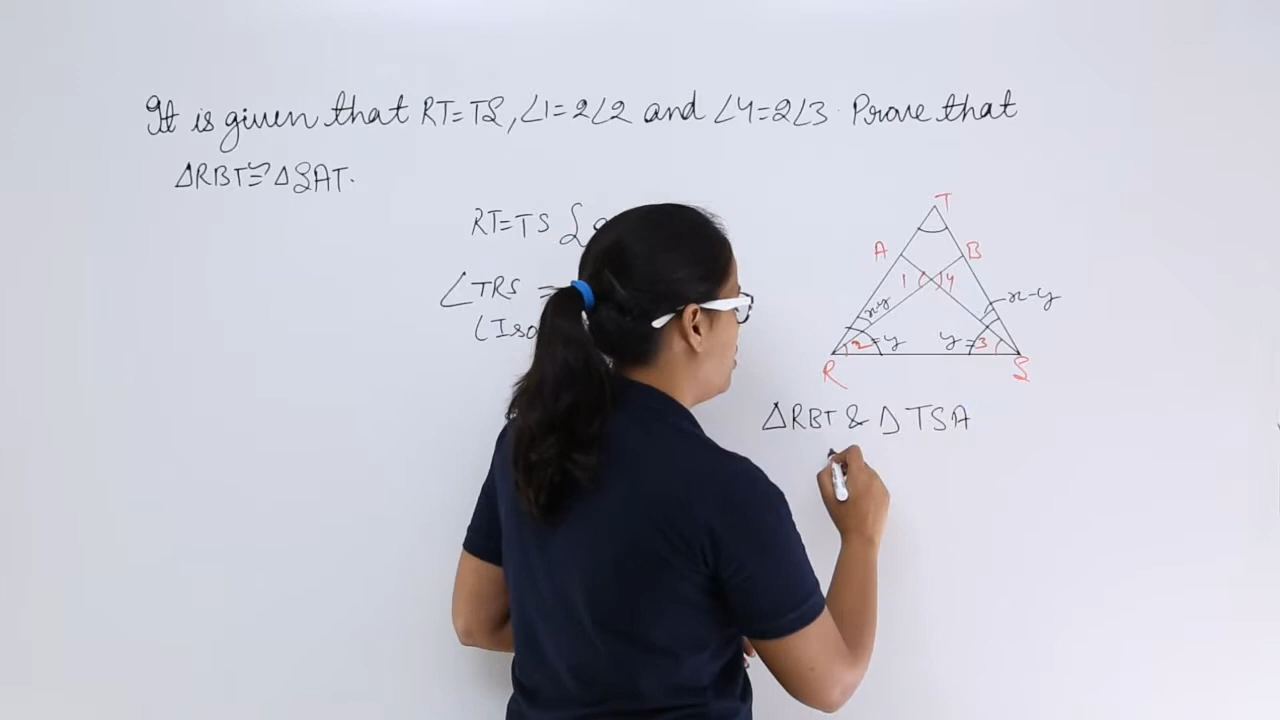 It is given that RT=TS, ∠1=2∠2 and ∠4=2∠3. Prove that
ΔRBT≅ΔSAT.
RT=TS {
∠TRS =
(Iso
T
A
B
1
4
x-y
x-y
2=y
y=3
R
S
ΔRBT & Δ TSA